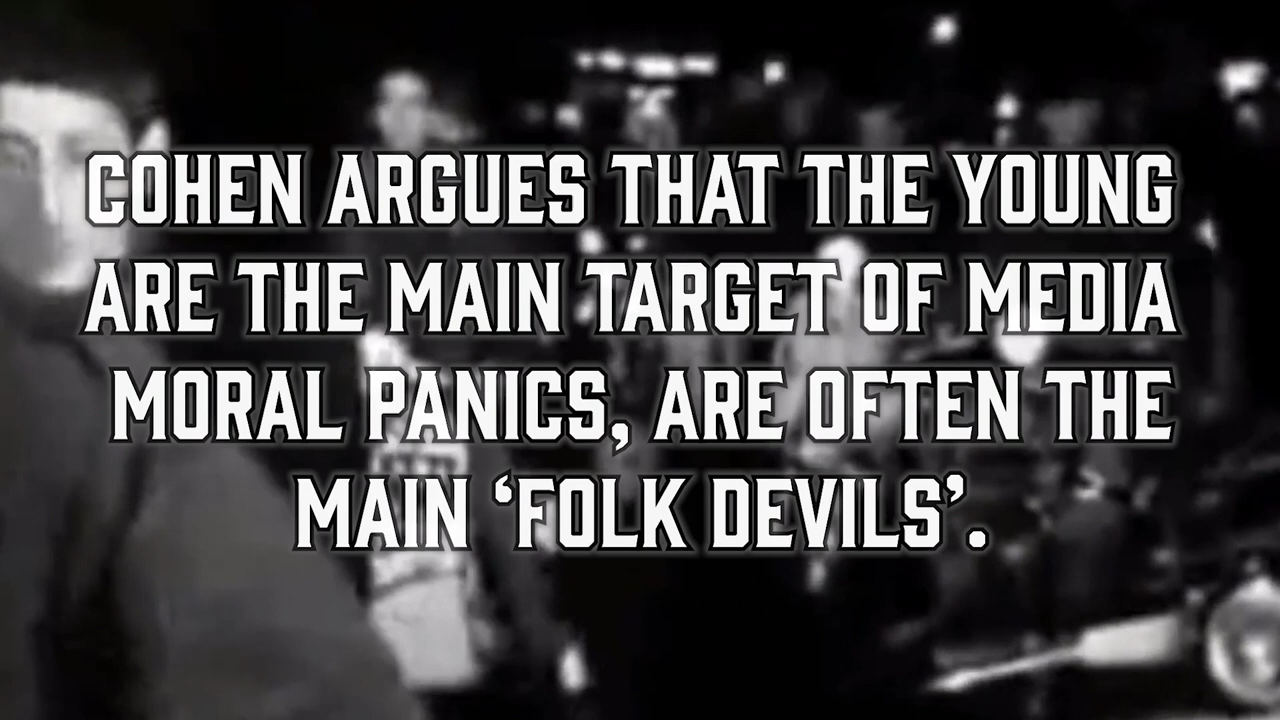 COHEN ARGUES THAT THE YOUNG
ARE THE MAIN TARGET OF MEDIA
MORAL PANICS, ARE OFTEN THE
MAIN ‘FOLK DEVILS’.